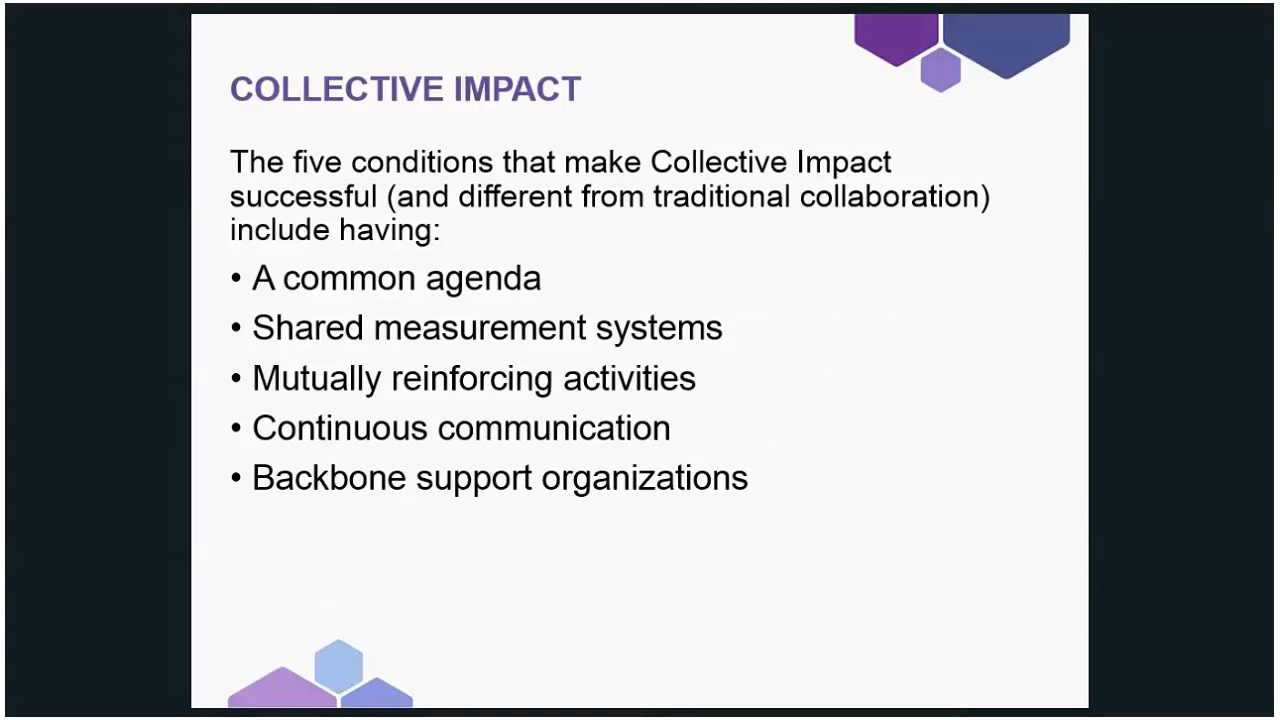 COLLECTIVE IMPACT
The five conditions that make Collective Impact
successful (and different from traditional collaboration)
include having:
• A common agenda
• Shared measurement systems
• Mutually reinforcing activities
• Continuous communication
• Backbone support organizations